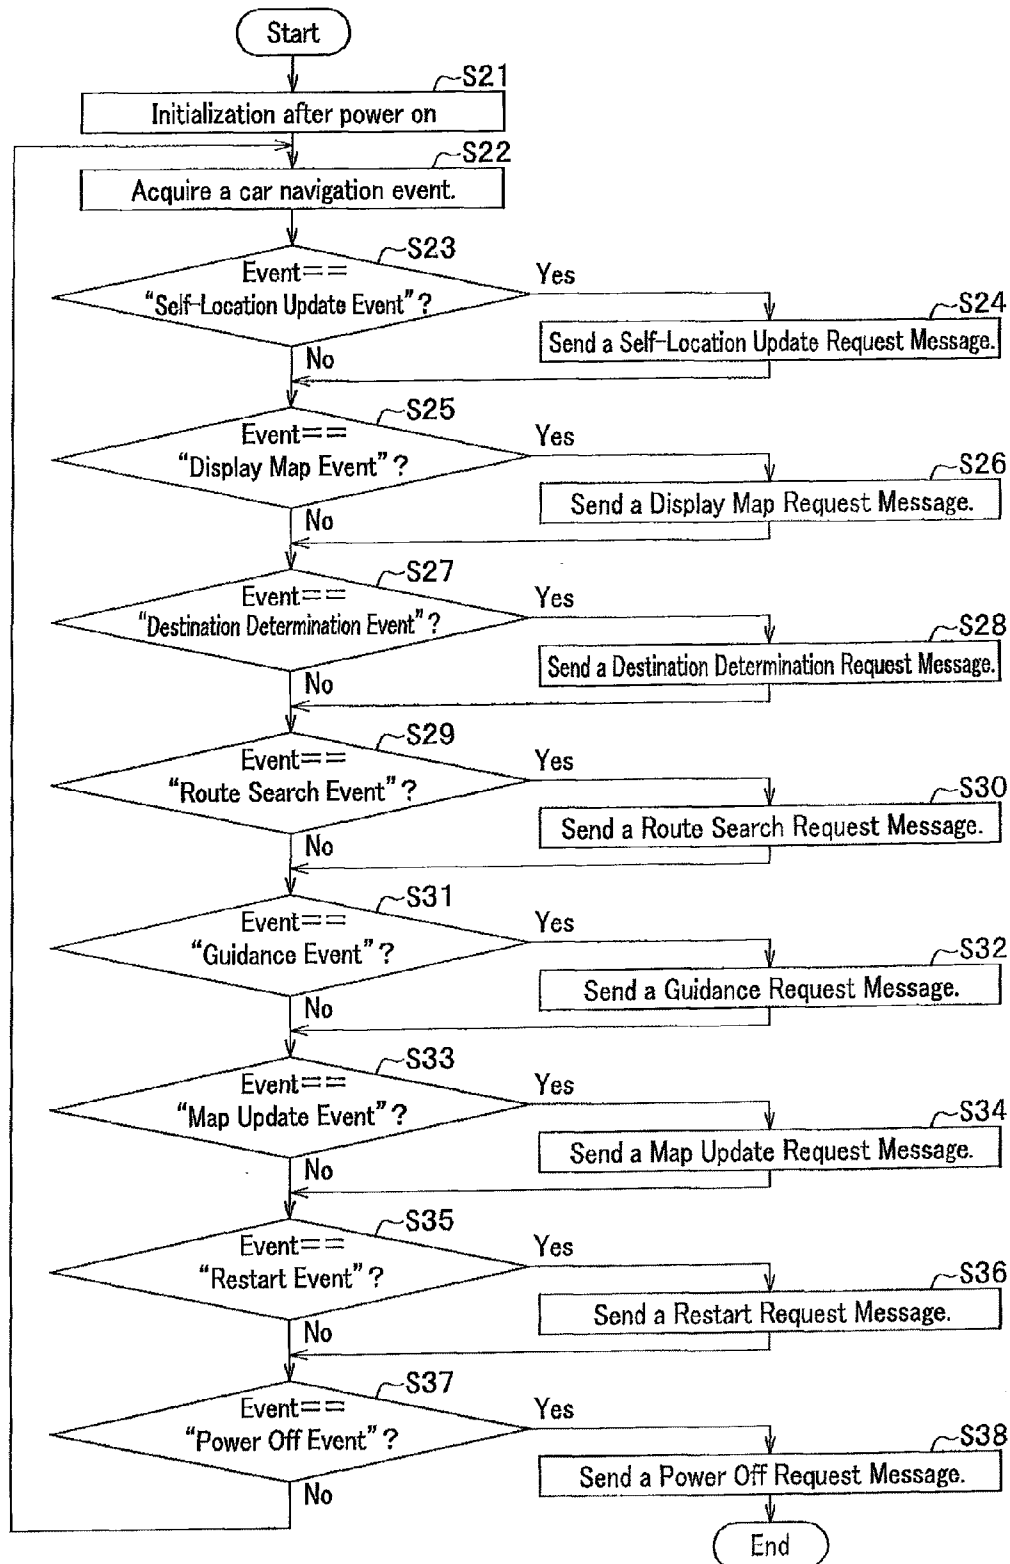 Start
S21
Initialization after power on
S22
Acquire a car navigation event.
S23
Event==
“Self-Location Update Event”?
Yes
S24
Send a Self-Location Update Request Message.
No
S25
Event==
“Display Map Event”?
Yes
S26
Send a Display Map Request Message.
No
S27
Event==
“Destination Determination Event”?
Yes
S28
Send a Destination Determination Request Message.
No
S29
Event==
“Route Search Event”?
Yes
S30
Send a Route Search Request Message.
No
S31
Event==
“Guidance Event”?
Yes
S32
Send a Guidance Request Message.
No
S33
Event==
“Map Update Event”?
Yes
S34
Send a Map Update Request Message.
No
S35
Event==
“Restart Event”?
Yes
S36
Send a Restart Request Message.
No
S37
Event==
“Power Off Event”?
Yes
S38
Send a Power Off Request Message.
No
End